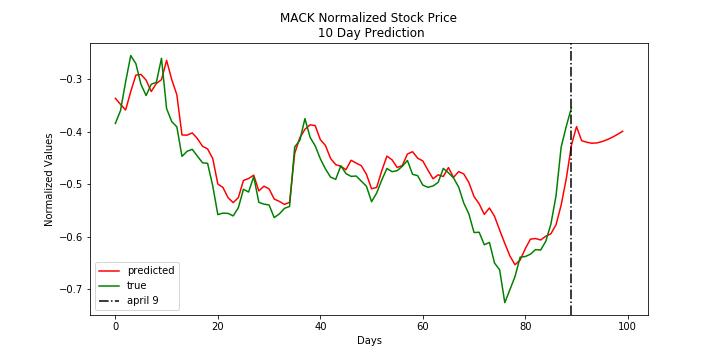 MACK Normalized Stock Price
10 Day Prediction
Normalized Values
−0.3
−0.4
−0.5
−0.6
−0.7
predicted
true
april 9
0
20
40
60
80
100
Days